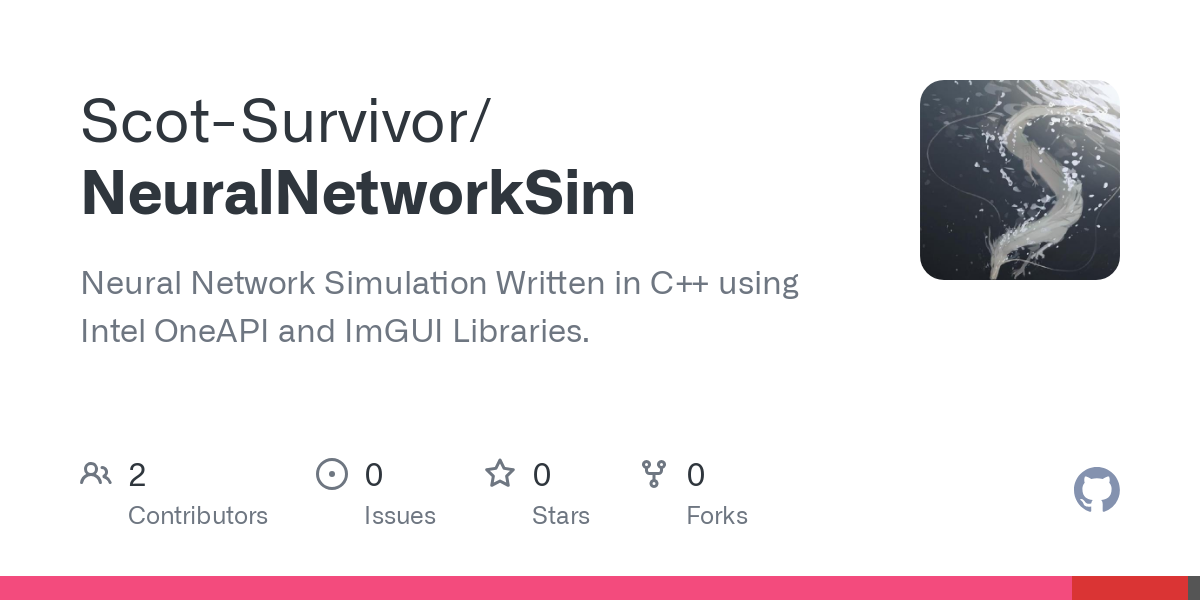 Scot-Survivor/
NeuralNetworkSim
Neural Network Simulation Written in C++ using
Intel OneAPI and ImGUI Libraries.
2
Contributors
0
Issues
0
Stars
0
Forks